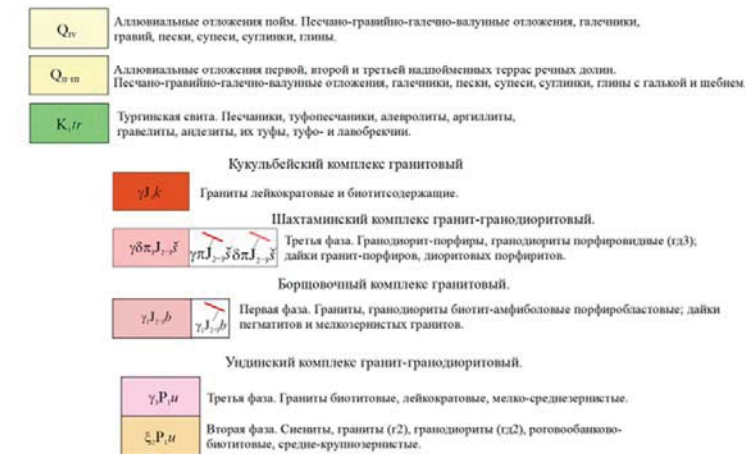 Q_IV Аллювиальные отложения пойм. Песчано-гравийно-галечно-валунные отложения, галечники,
гравий, пески, супеси, суглинки, глины.
Q_II-III Аллювиальные отложения первой, второй и третьей надпойменных террас речных долин.
Песчано-гравийно-галечно-валунные отложения, галечники, пески, супеси, суглинки, глины с галькой и щебнем.
K₁tr Тургинская свита. Песчаники, туфопесчаники, алевролиты, аргиллиты,
гравелиты, андезиты, их туфы, туфо- и лавобрекчии.
Кукульбейский комплекс гранитовый
γJ₃k Граниты лейкократовые и биотитсодержащие.
Шахтаминский комплекс гранит-гранодиоритовый.
γδπ₃J₂₋₃š γπJ₂₋₃š δπJ₂₋₃š Третья фаза. Гранодиорит-порфиры, гранодиориты порфировидные (гд3);
дайки гранит-порфиров, диоритовых порфиритов.
Борщовочный комплекс гранитовый.
γ₁J₂₋₃b γ₁J₂₋₃b Первая фаза. Граниты, гранодиориты биотит-амфиболовые порфиробластовые; дайки
пегматитов и мелкозернистых гранитов.
Ундинский комплекс гранит-гранодиоритовый.
γ₃P₁u Третья фаза. Граниты биотитовые, лейкократовые, мелко-среднезернистые.
ξ₂P₁u Вторая фаза. Сиениты, граниты (г2), гранодиориты (гд2), роговообманково-
биотитовые, средне-крупнозернистые.